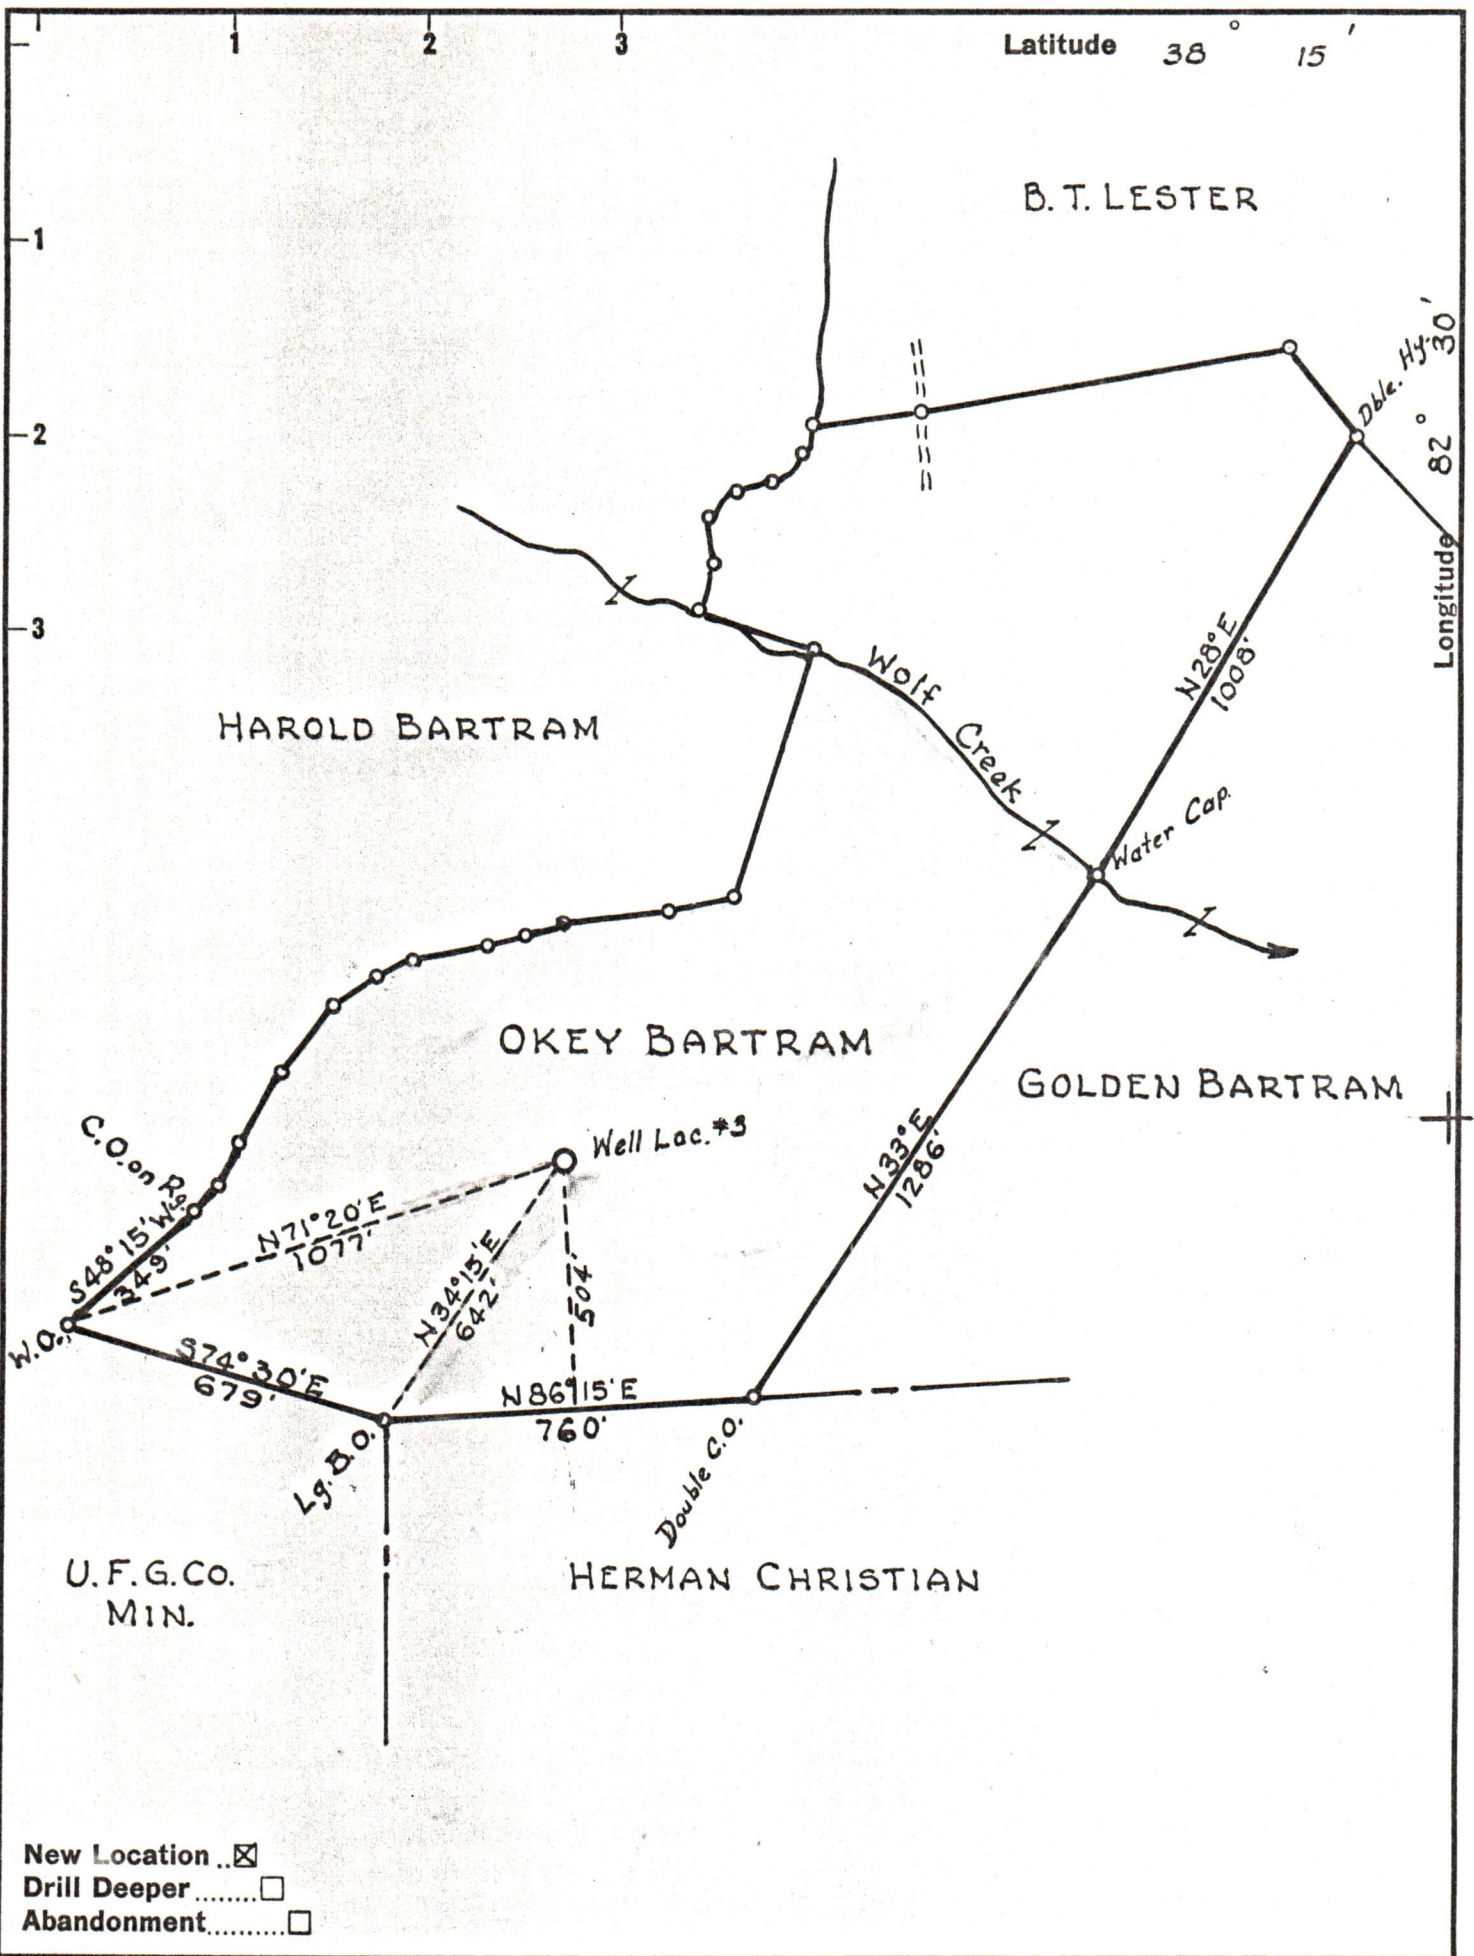 1 2 3
Latitude 38° 15'
B. T. LESTER
1
2
3
Longitude 82° 30'
Dble. Hy.
N28°E
1008'
Wolf Creek
HAROLD BARTRAM
Water Cap.
OKEY BARTRAM
GOLDEN BARTRAM
Well Loc. #3
N33°E
1286'
C.O. on
S48°15'W
349'
N71°20'E
1077'
N34°15'E
642'
504'
W.O.
S74°30'E
679'
N86°15'E
760'
Lg. B.O.
Double C.O.
U. F. G. CO.
MIN.
HERMAN CHRISTIAN
New Location .. ☒
Drill Deeper ........ ☐
Abandonment .......... ☐